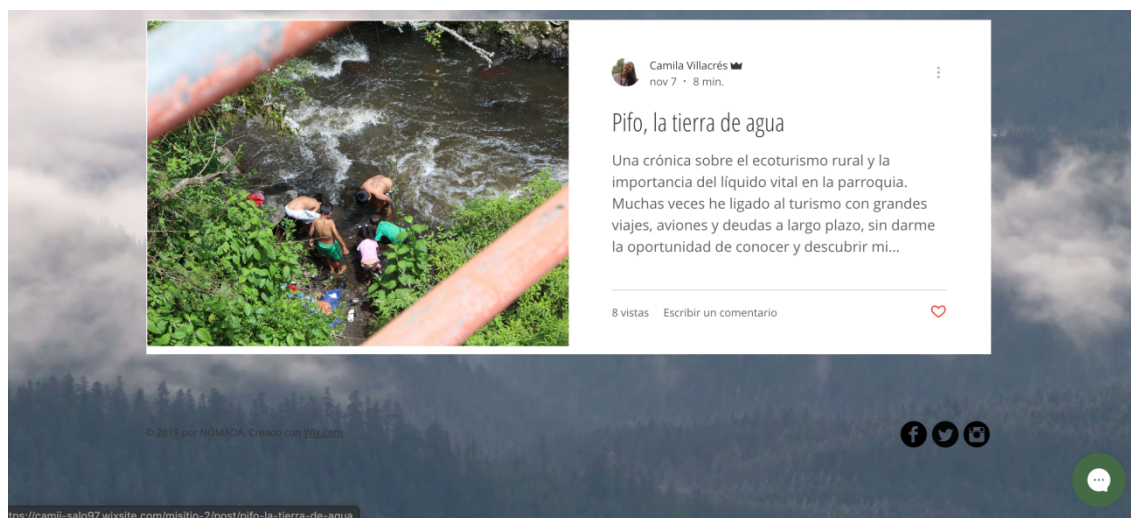 Camila Villacrés
nov 7 · 8 min.
Pifo, la tierra de agua
Una crónica sobre el ecoturismo rural y la
importancia del líquido vital en la parroquia.
Muchas veces he ligado al turismo con grandes
viajes, aviones y deudas a largo plazo, sin darme
la oportunidad de conocer y descubrir mi...
8 vistas Escribir un comentario
© 2019 por NÓMADA. Creado con Wix.com
tps://camii-salo97.wixsite.com/misitio-2/post/pifo-la-tierra-de-agua